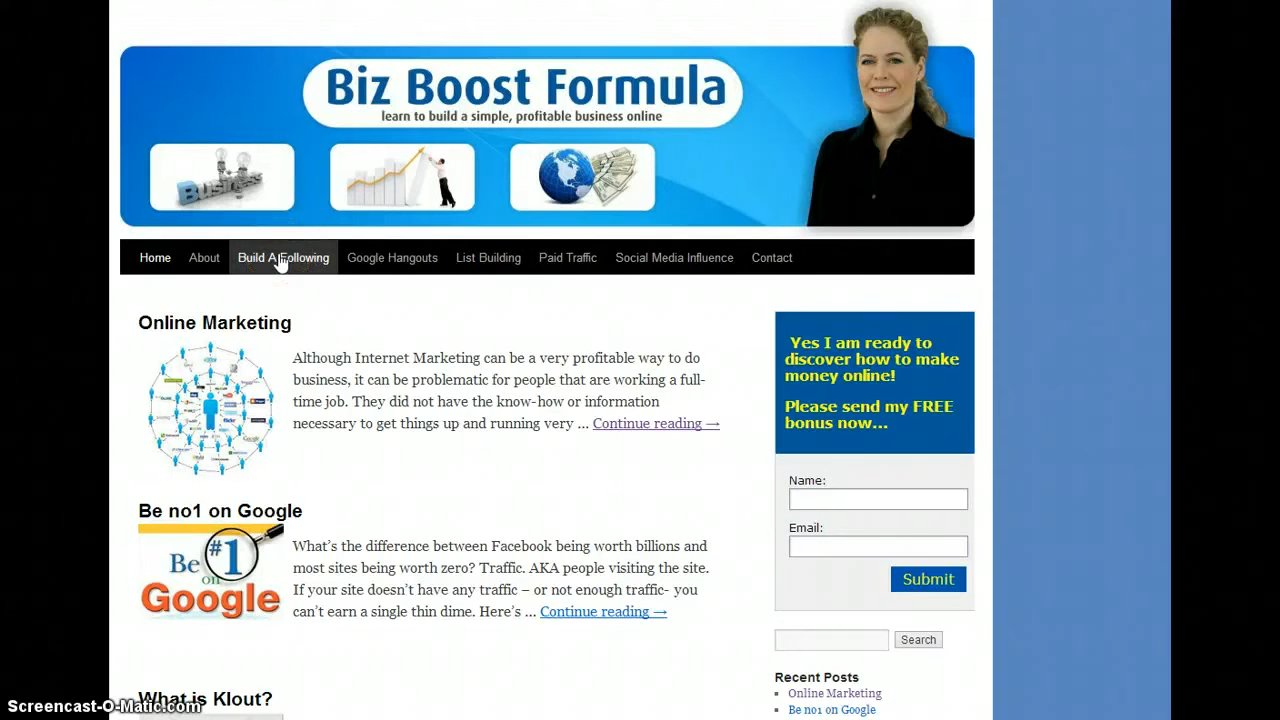 Biz Boost Formula
learn to build a simple, profitable business online
Business
Home About Build A Following Google Hangouts List Building Paid Traffic Social Media Influence Contact
Online Marketing
Although Internet Marketing can be a very profitable way to do
business, it can be problematic for people that are working a full-
time job. They did not have the know-how or information
necessary to get things up and running very ... Continue reading →
Be no1 on Google
Be #1
on
Google
What's the difference between Facebook being worth billions and
most sites being worth zero? Traffic. AKA people visiting the site.
If your site doesn't have any traffic – or not enough traffic- you
can't earn a single thin dime. Here's ... Continue reading →
What is Klout?
Yes I am ready to
discover how to make
money online!
Please send my FREE
bonus now...
Name:
Email:
Submit
Search
Recent Posts
Online Marketing
Be no1 on Google
Screencast-O-Matic.com